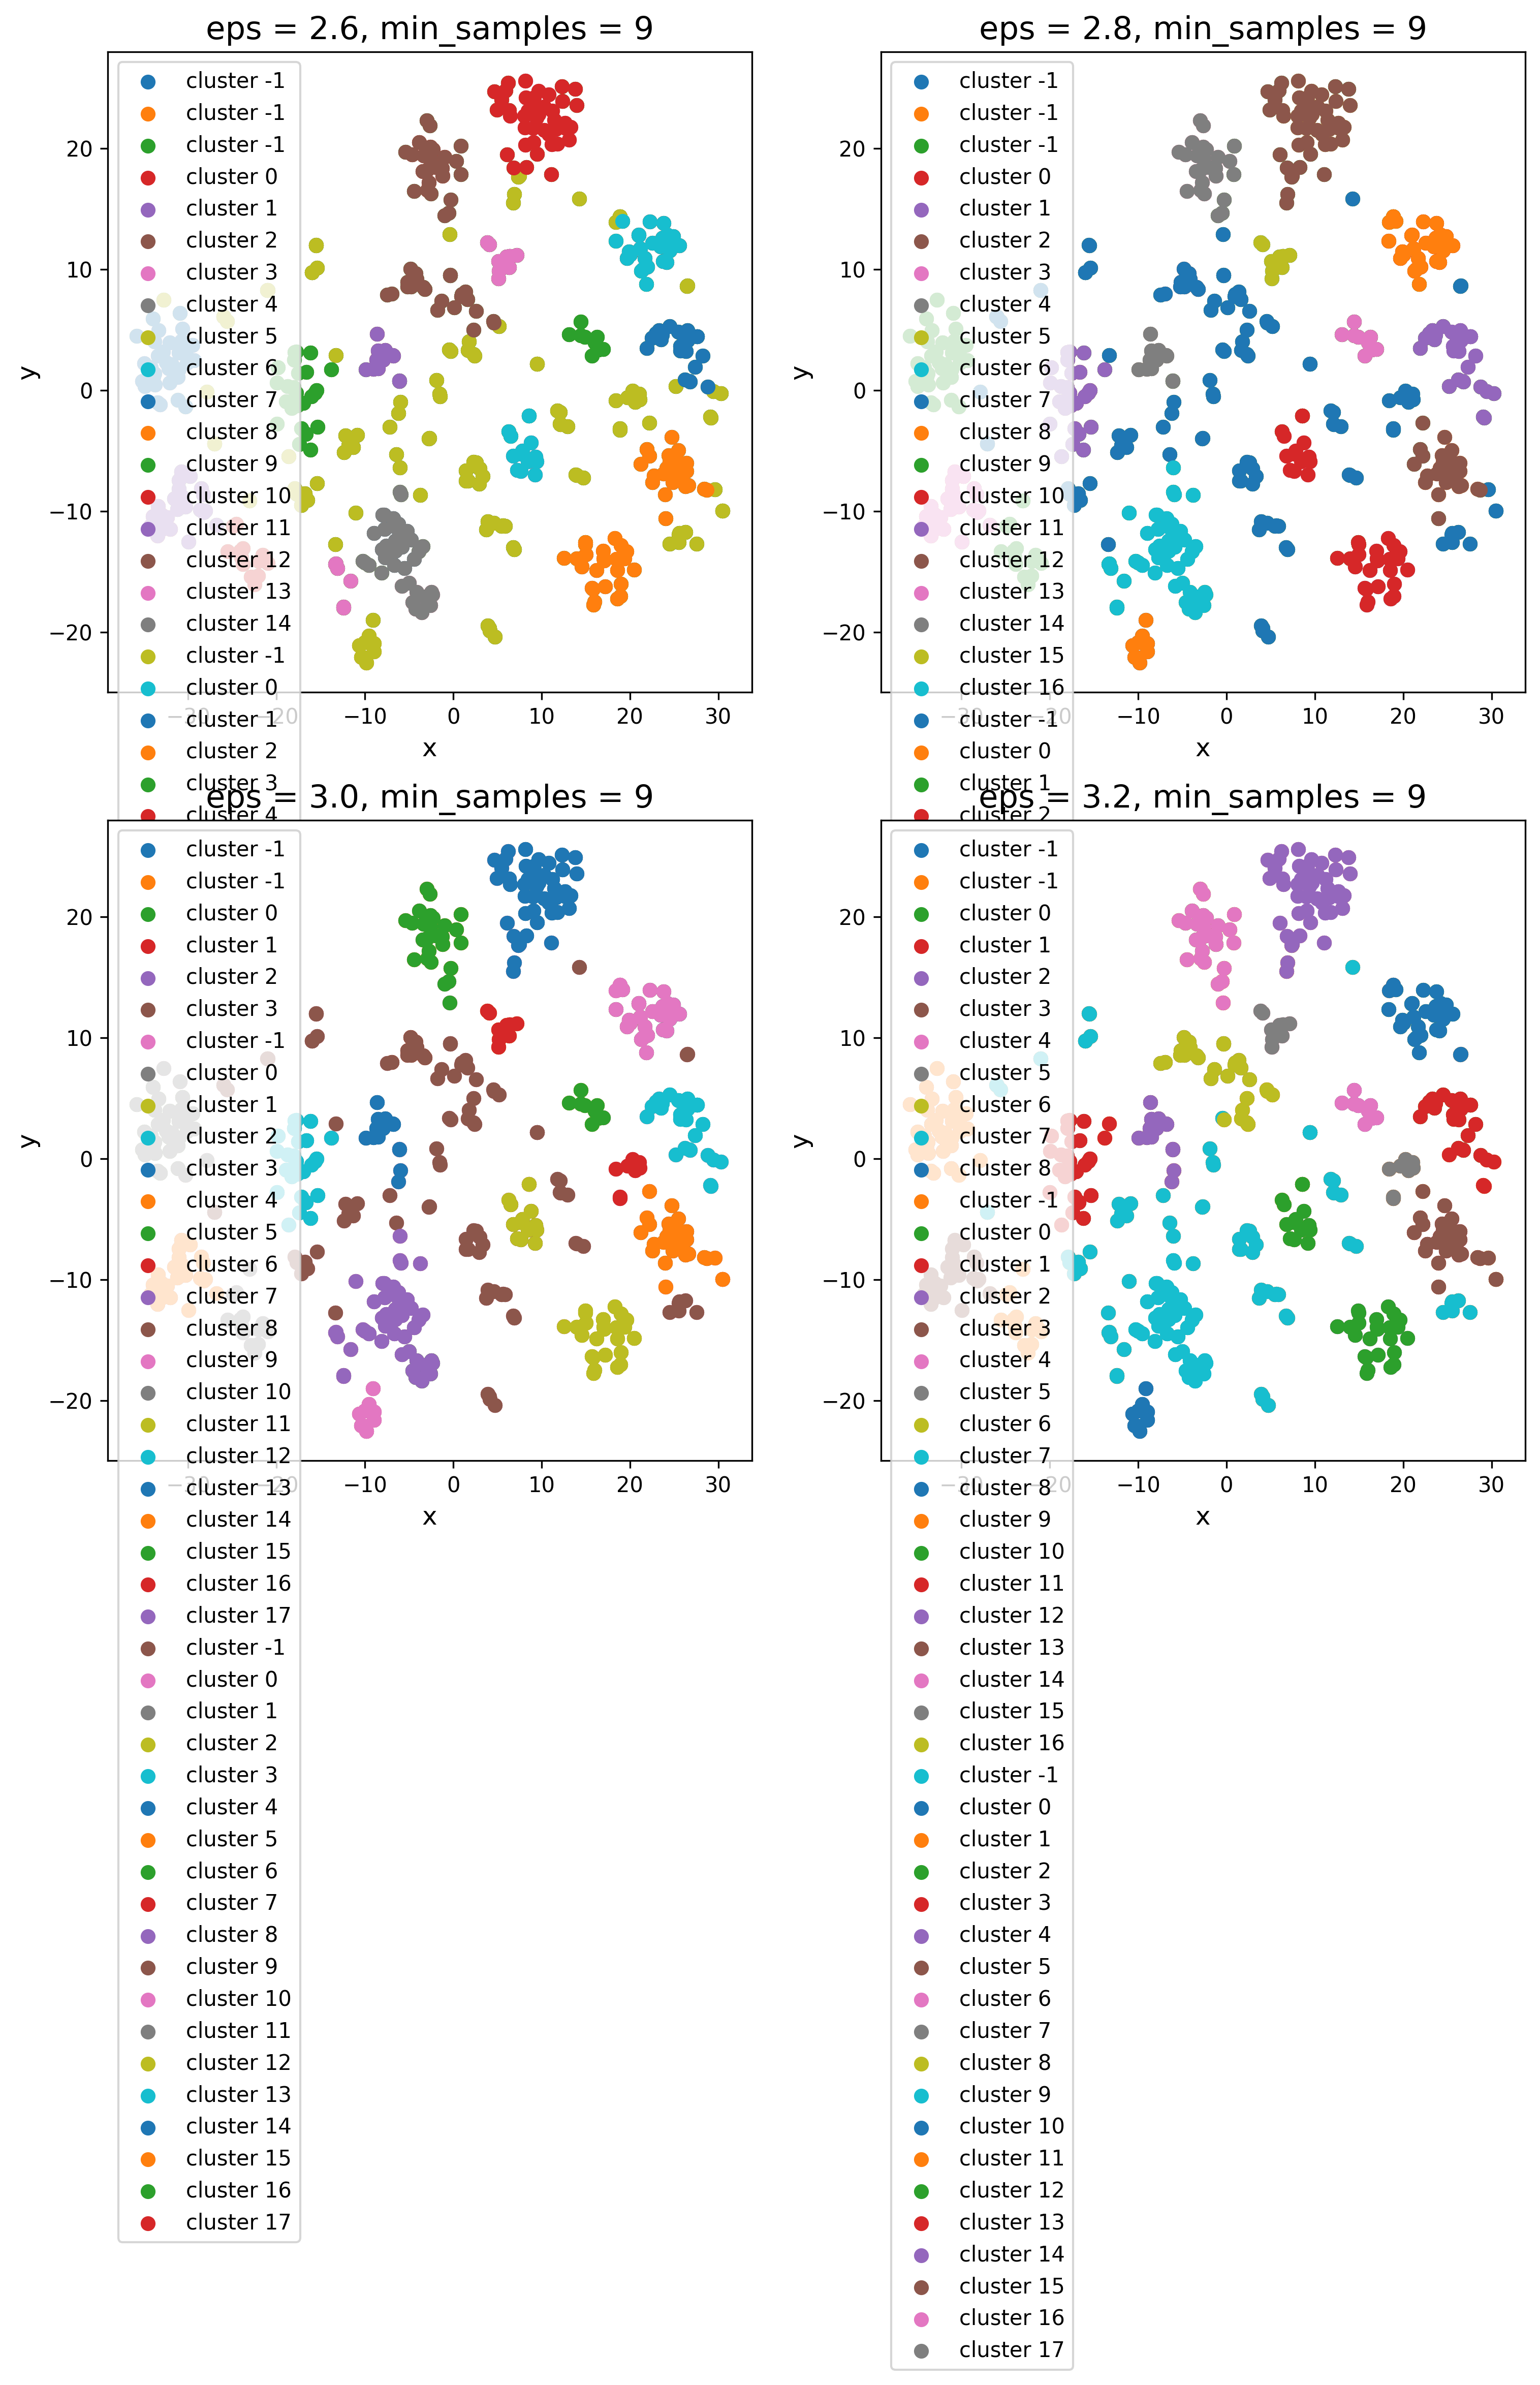 eps = 2.6, min_samples = 9
y
20
10
0
−10
−20
cluster -1
cluster -1
cluster -1
cluster 0
cluster 1
cluster 2
cluster 3
cluster 4
cluster 5
cluster 6
cluster 7
cluster 8
cluster 9
cluster 10
cluster 11
cluster 12
cluster 13
cluster 14
cluster -1
cluster 0
cluster 1
cluster 2
cluster 3
cluster 4
−20 −10 0 10 20 30
x
eps = 2.8, min_samples = 9
y
20
10
0
−10
−20
cluster -1
cluster -1
cluster -1
cluster 0
cluster 1
cluster 2
cluster 3
cluster 4
cluster 5
cluster 6
cluster 7
cluster 8
cluster 9
cluster 10
cluster 11
cluster 12
cluster 13
cluster 14
cluster 15
cluster 16
cluster -1
cluster 0
cluster 1
cluster 2
−20 −10 0 10 20 30
x
eps = 3.0, min_samples = 9
y
20
10
0
−10
−20
cluster -1
cluster -1
cluster 0
cluster 1
cluster 2
cluster 3
cluster -1
cluster 0
cluster 1
cluster 2
cluster 3
cluster 4
cluster 5
cluster 6
cluster 7
cluster 8
cluster 9
cluster 10
cluster 11
cluster 12
cluster 13
cluster 14
cluster 15
cluster 16
cluster 17
cluster -1
cluster 0
cluster 1
cluster 2
cluster 3
cluster 4
cluster 5
cluster 6
cluster 7
cluster 8
cluster 9
cluster 10
cluster 11
cluster 12
cluster 13
cluster 14
cluster 15
cluster 16
cluster 17
−20 −10 0 10 20 30
x
eps = 3.2, min_samples = 9
y
20
10
0
−10
−20
cluster -1
cluster -1
cluster 0
cluster 1
cluster 2
cluster 3
cluster 4
cluster 5
cluster 6
cluster 7
cluster 8
cluster -1
cluster 0
cluster 1
cluster 2
cluster 3
cluster 4
cluster 5
cluster 6
cluster 7
cluster 8
cluster 9
cluster 10
cluster 11
cluster 12
cluster 13
cluster 14
cluster 15
cluster 16
cluster -1
cluster 0
cluster 1
cluster 2
cluster 3
cluster 4
cluster 5
cluster 6
cluster 7
cluster 8
cluster 9
cluster 10
cluster 11
cluster 12
cluster 13
cluster 14
cluster 15
cluster 16
cluster 17
−20 −10 0 10 20 30
x